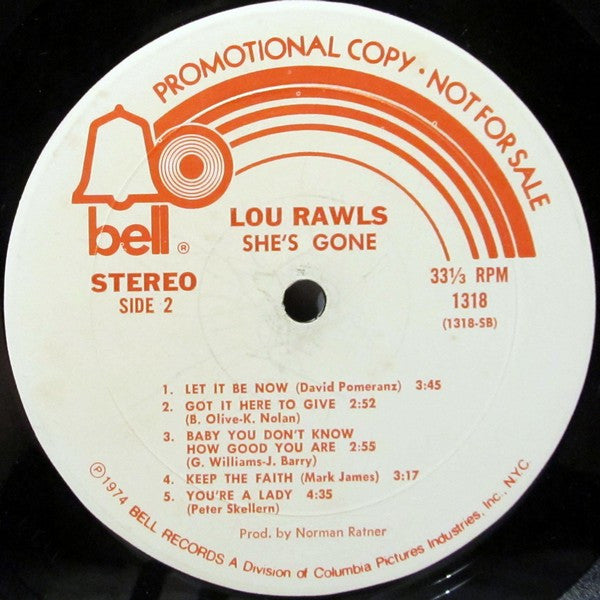 PROMOTIONAL COPY • NOT FOR SALE
bell ®
LOU RAWLS
SHE'S GONE
STEREO
SIDE 2
33⅓ RPM
1318
(1318-SB)
1. LET IT BE NOW (David Pomeranz) 3:45
2. GOT IT HERE TO GIVE 2:52
(B. Olive-K. Nolan)
3. BABY YOU DON'T KNOW
HOW GOOD YOU ARE 2:55
(G. Williams-J. Barry)
4. KEEP THE FAITH (Mark James) 3:17
5. YOU'RE A LADY 4:35
(Peter Skellern)
Prod. by Norman Ratner
Ⓟ1974 BELL RECORDS A Division of Columbia Pictures Industries, Inc., N.Y.C.